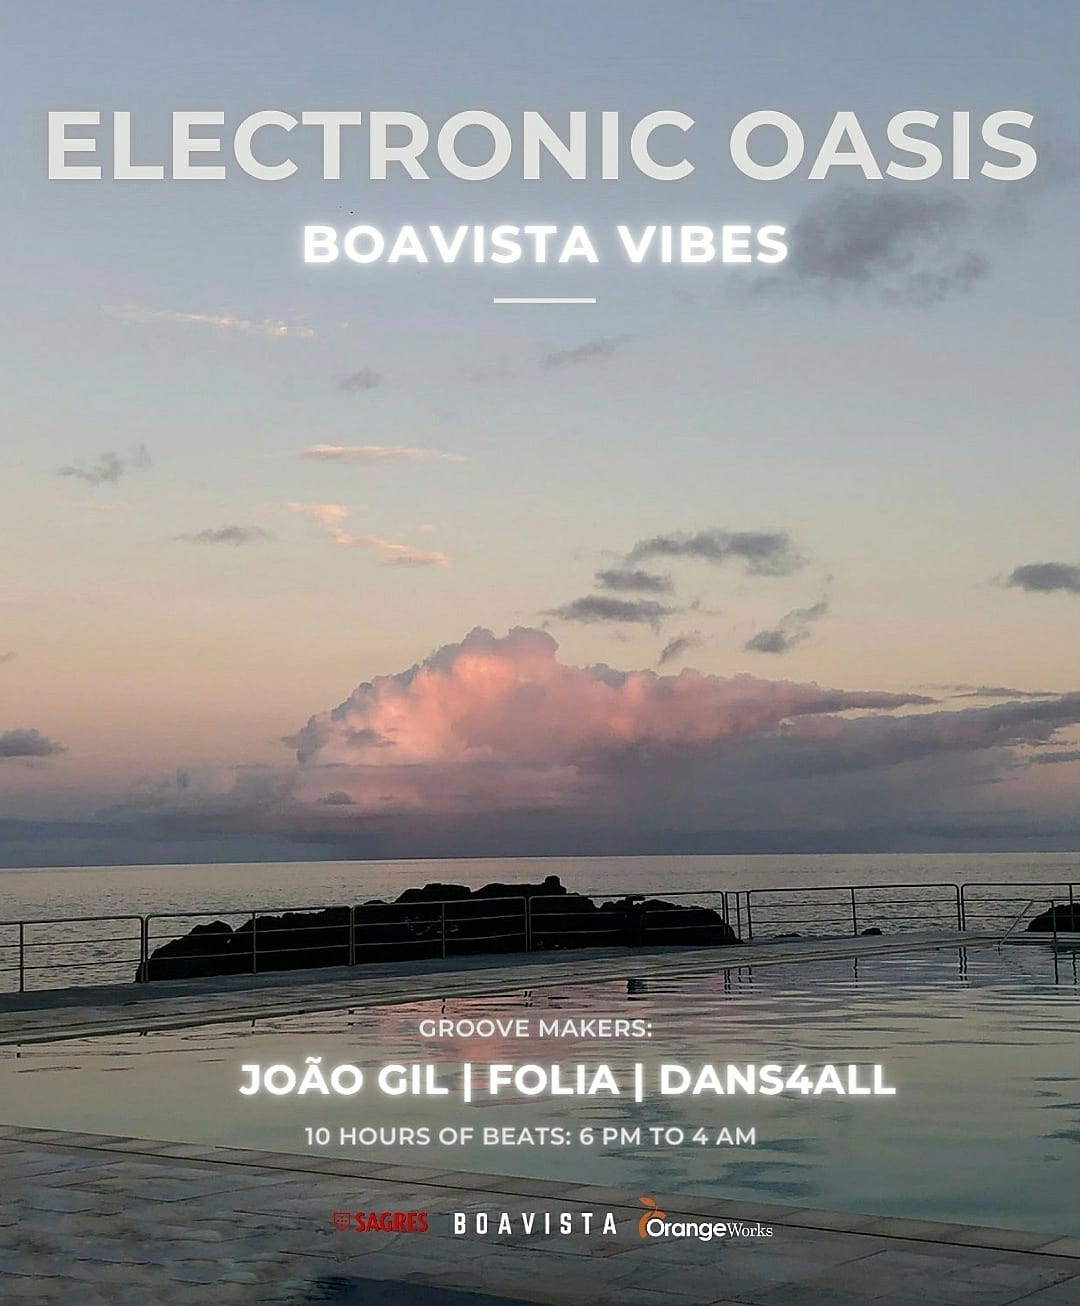 ELECTRONIC OASIS
BOAVISTA VIBES
GROOVE MAKERS:
JOÃO GIL | FOLIA | DANS4ALL
10 HOURS OF BEATS: 6 PM TO 4 AM
SAGRES BOAVISTA OrangeWorks